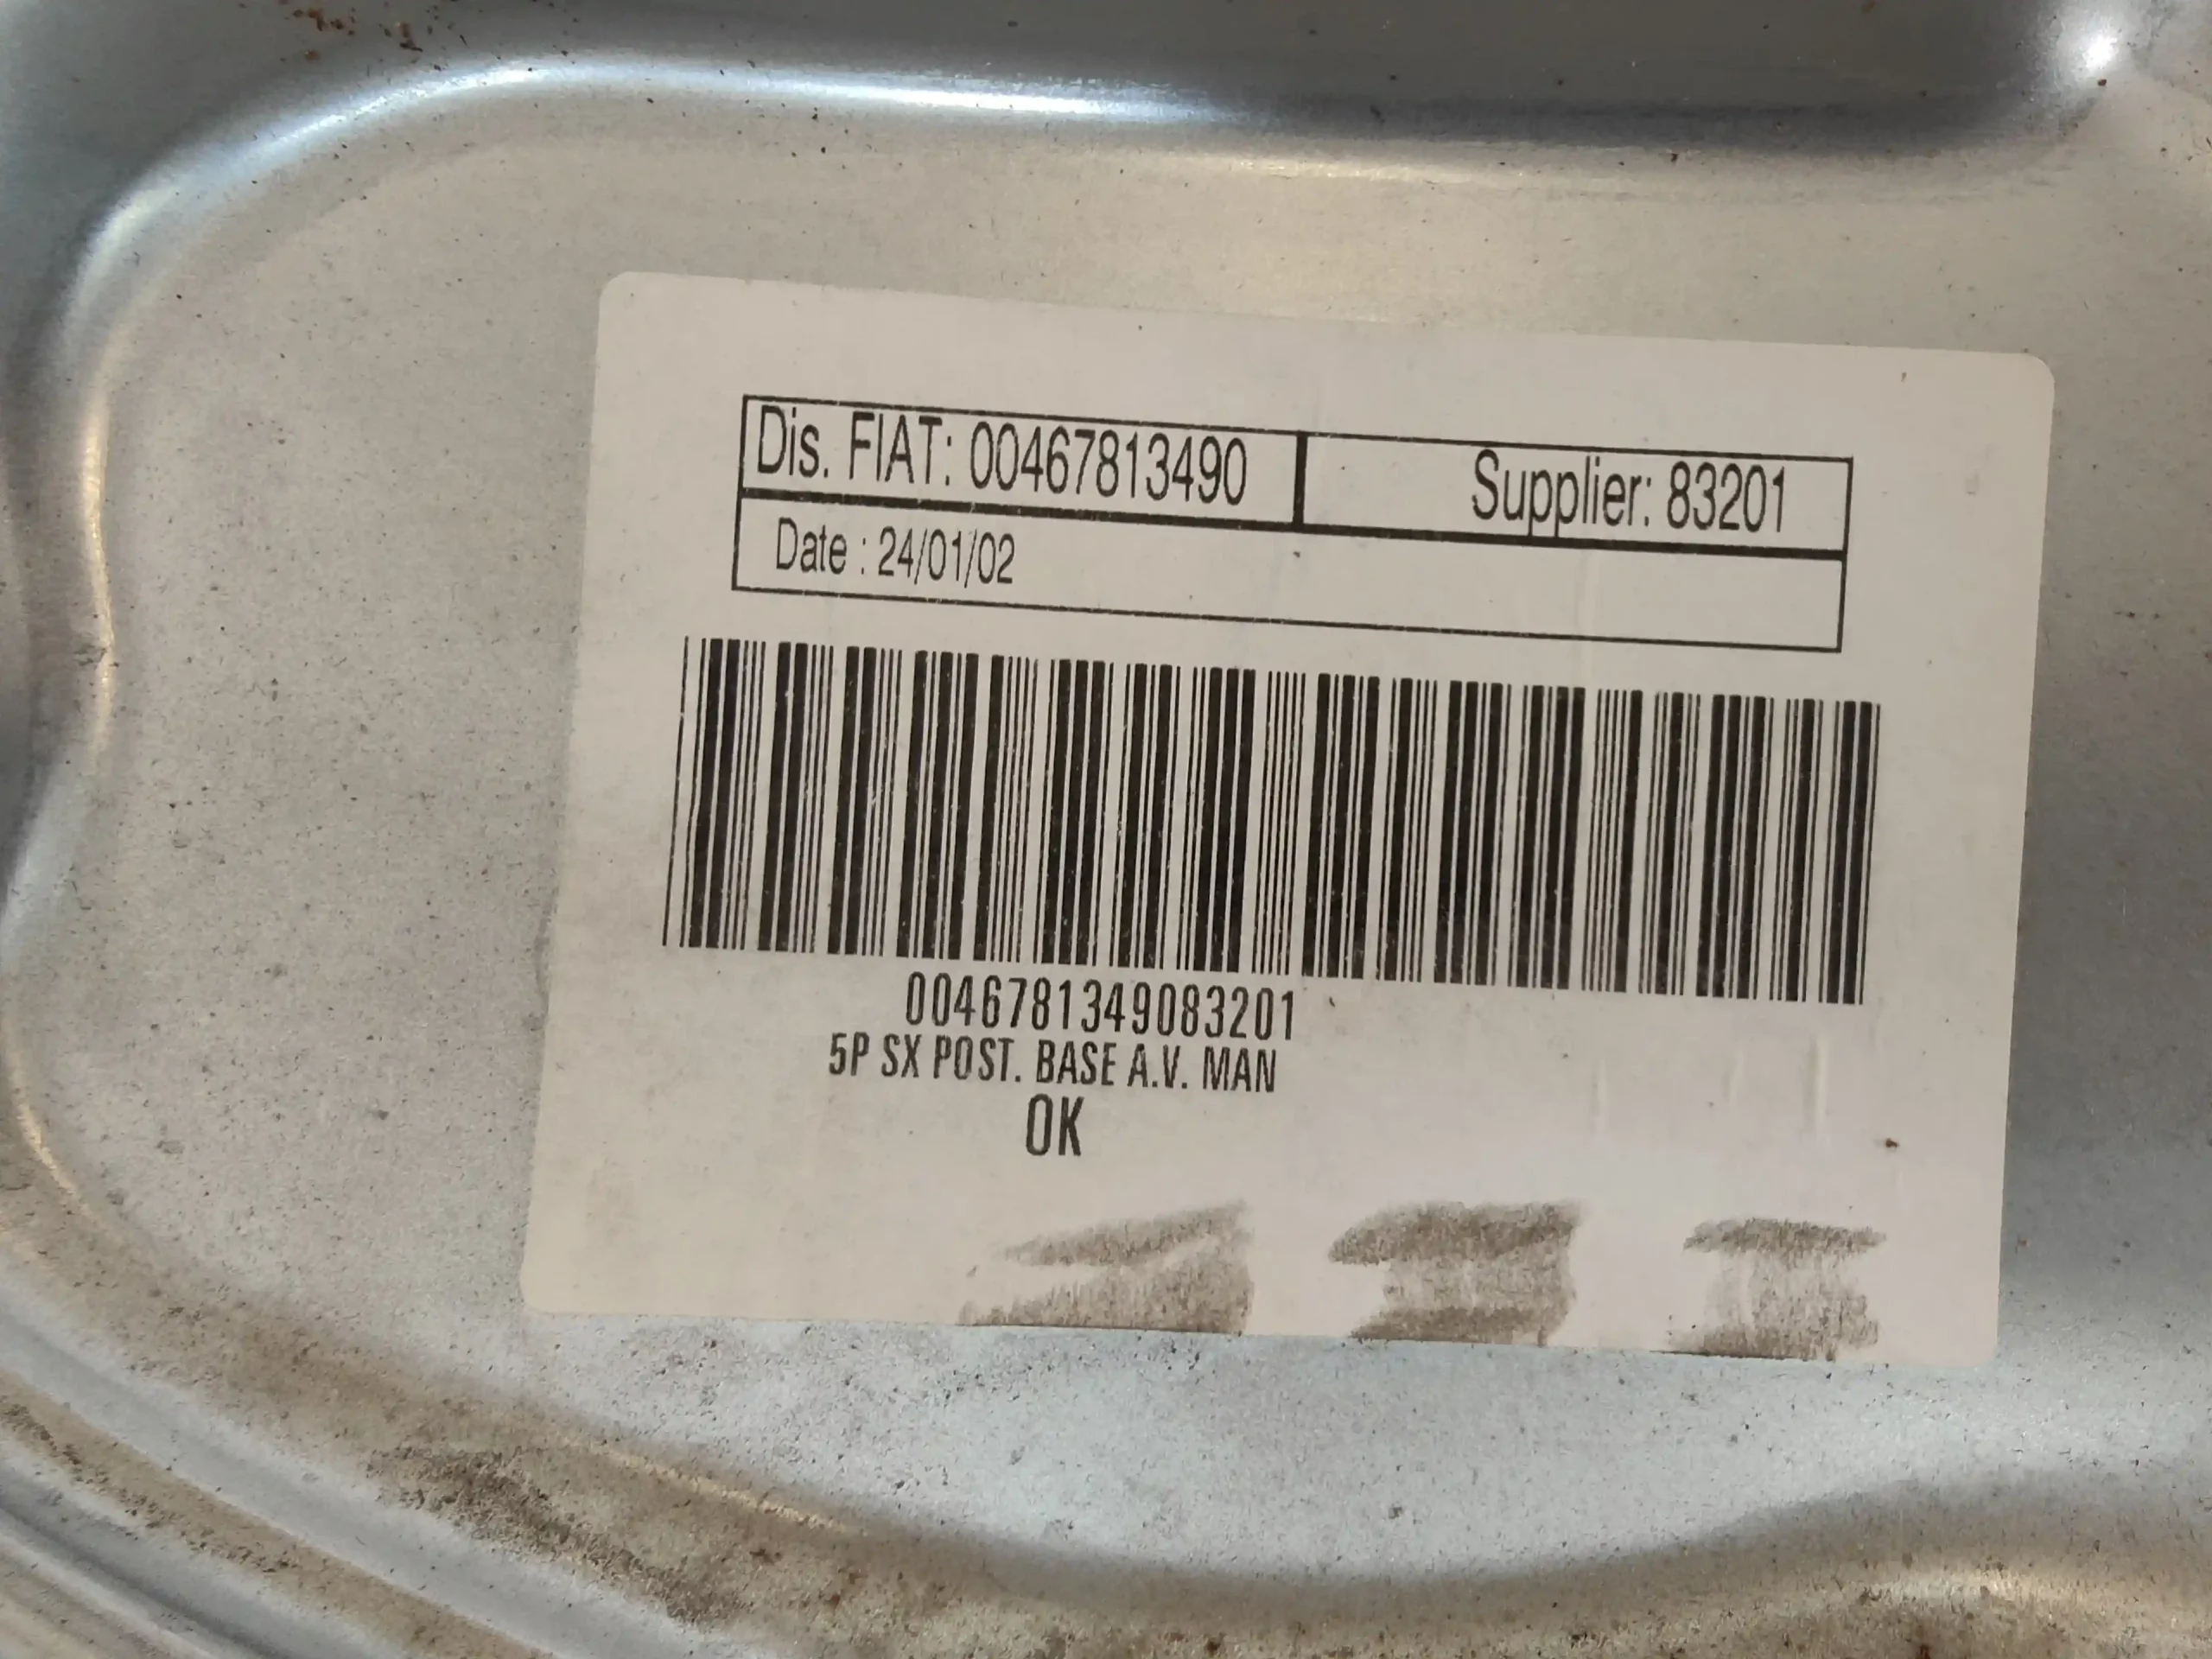 Dis. FIAT: 00467813490
Supplier: 83201
Date : 24/01/02
0046781349083201
5P SX POST. BASE A.V. MAN
OK